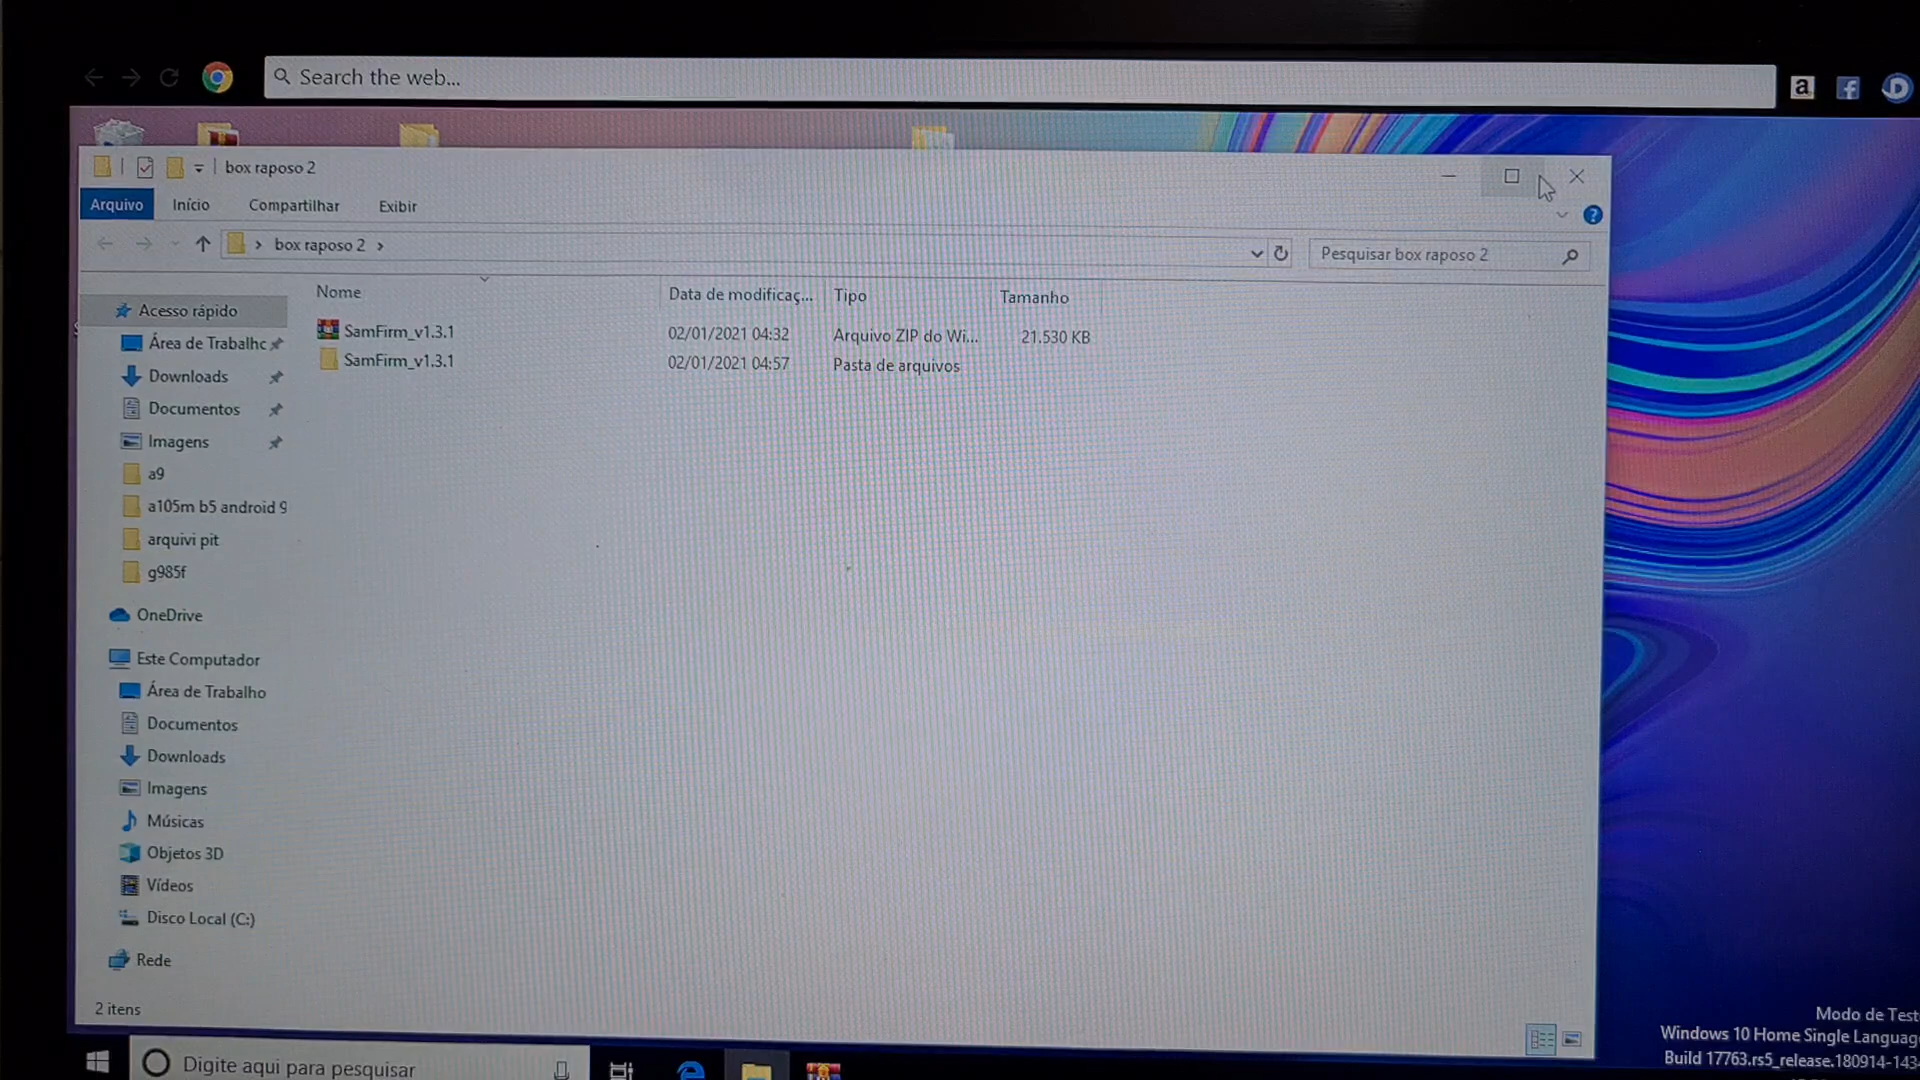 Search the web...
a
f
box raposo 2
Arquivo
Início
Compartilhar
Exibir
?
box raposo 2
Pesquisar box raposo 2
Nome
Data de modificaç...
Tipo
Tamanho
SamFirm_v1.3.1
02/01/2021 04:32
Arquivo ZIP do Wi...
21.530 KB
SamFirm_v1.3.1
02/01/2021 04:57
Pasta de arquivos
Acesso rápido
Área de Trabalho
Downloads
Documentos
Imagens
a9
a105m b5 android 9
arquivi pit
g985f
OneDrive
Este Computador
Área de Trabalho
Documentos
Downloads
Imagens
Músicas
Objetos 3D
Vídeos
Disco Local (C:)
Rede
2 itens
Modo de Test
Windows 10 Home Single Languag
Build 17763.rs5_release.180914-143
Digite aqui para pesquisar